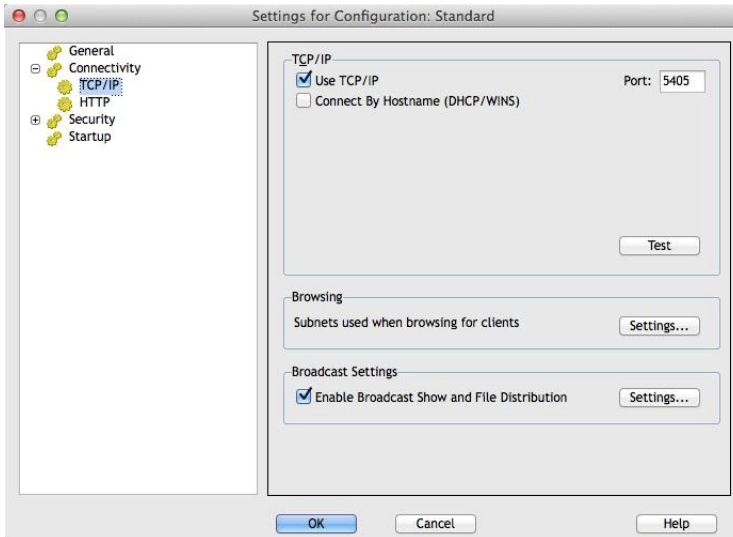 Settings for Configuration: Standard
General
Connectivity
TCP/IP
HTTP
Security
Startup
TCP/IP
Use TCP/IP
Port: 5405
Connect By Hostname (DHCP/WINS)
Test
Browsing
Subnets used when browsing for clients
Settings...
Broadcast Settings
Enable Broadcast Show and File Distribution
Settings...
OK
Cancel
Help